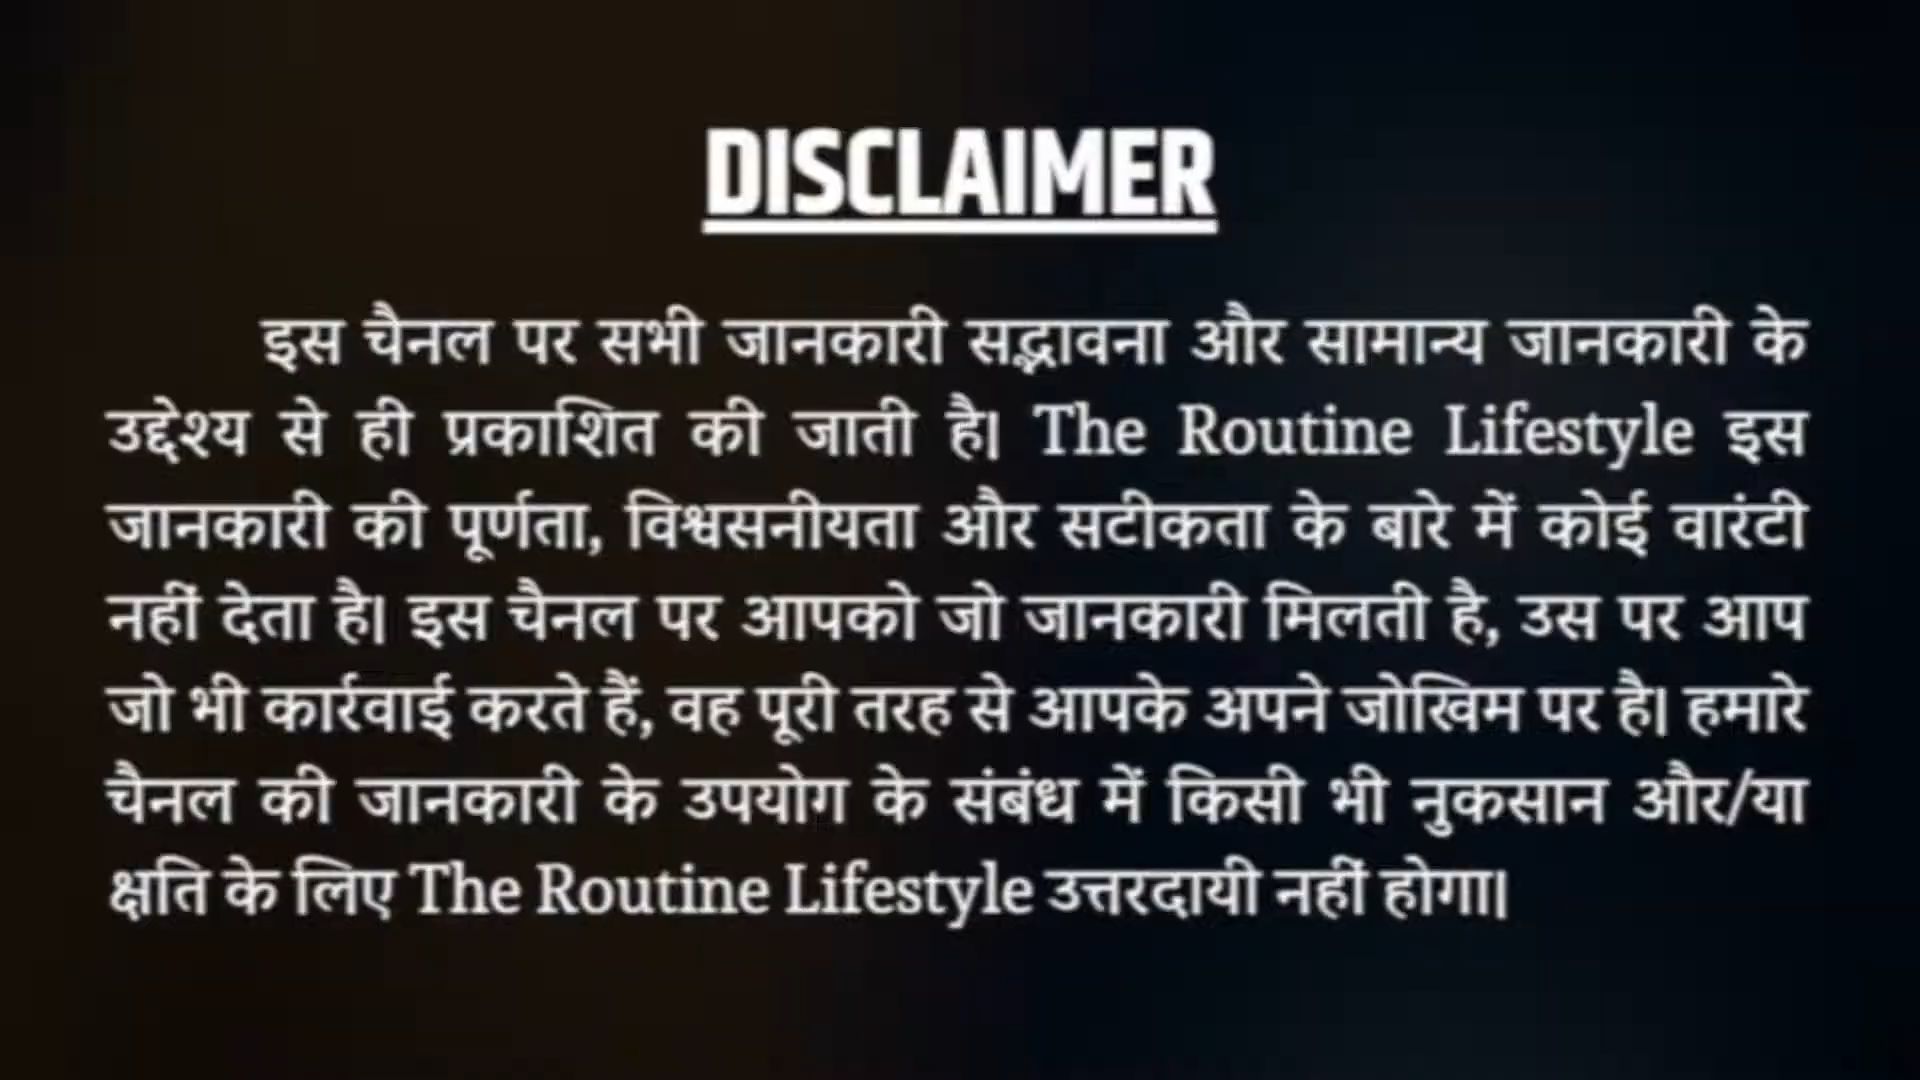 DISCLAIMER
इस चैनल पर सभी जानकारी सद्भावना और सामान्य जानकारी के
उद्देश्य से ही प्रकाशित की जाती है। The Routine Lifestyle इस
जानकारी की पूर्णता, विश्वसनीयता और सटीकता के बारे में कोई वारंटी
नहीं देता है। इस चैनल पर आपको जो जानकारी मिलती है, उस पर आप
जो भी कार्रवाई करते हैं, वह पूरी तरह से आपके अपने जोखिम पर है। हमारे
चैनल की जानकारी के उपयोग के संबंध में किसी भी नुकसान और/या
क्षति के लिए The Routine Lifestyle उत्तरदायी नहीं होगा।